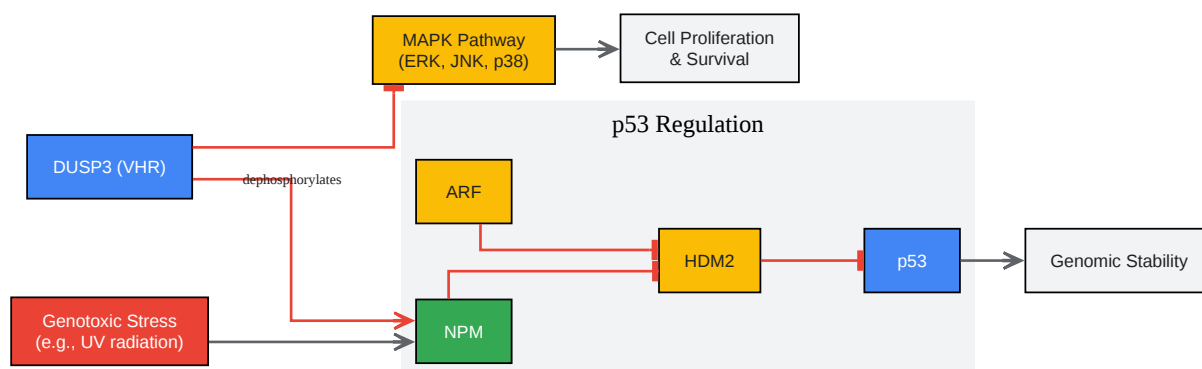 MAPK Pathway
(ERK, JNK, p38)
Cell Proliferation
& Survival
p53 Regulation
DUSP3 (VHR)
dephosphorylates
ARF
HDM2
p53
Genomic Stability
Genotoxic Stress
(e.g., UV radiation)
NPM